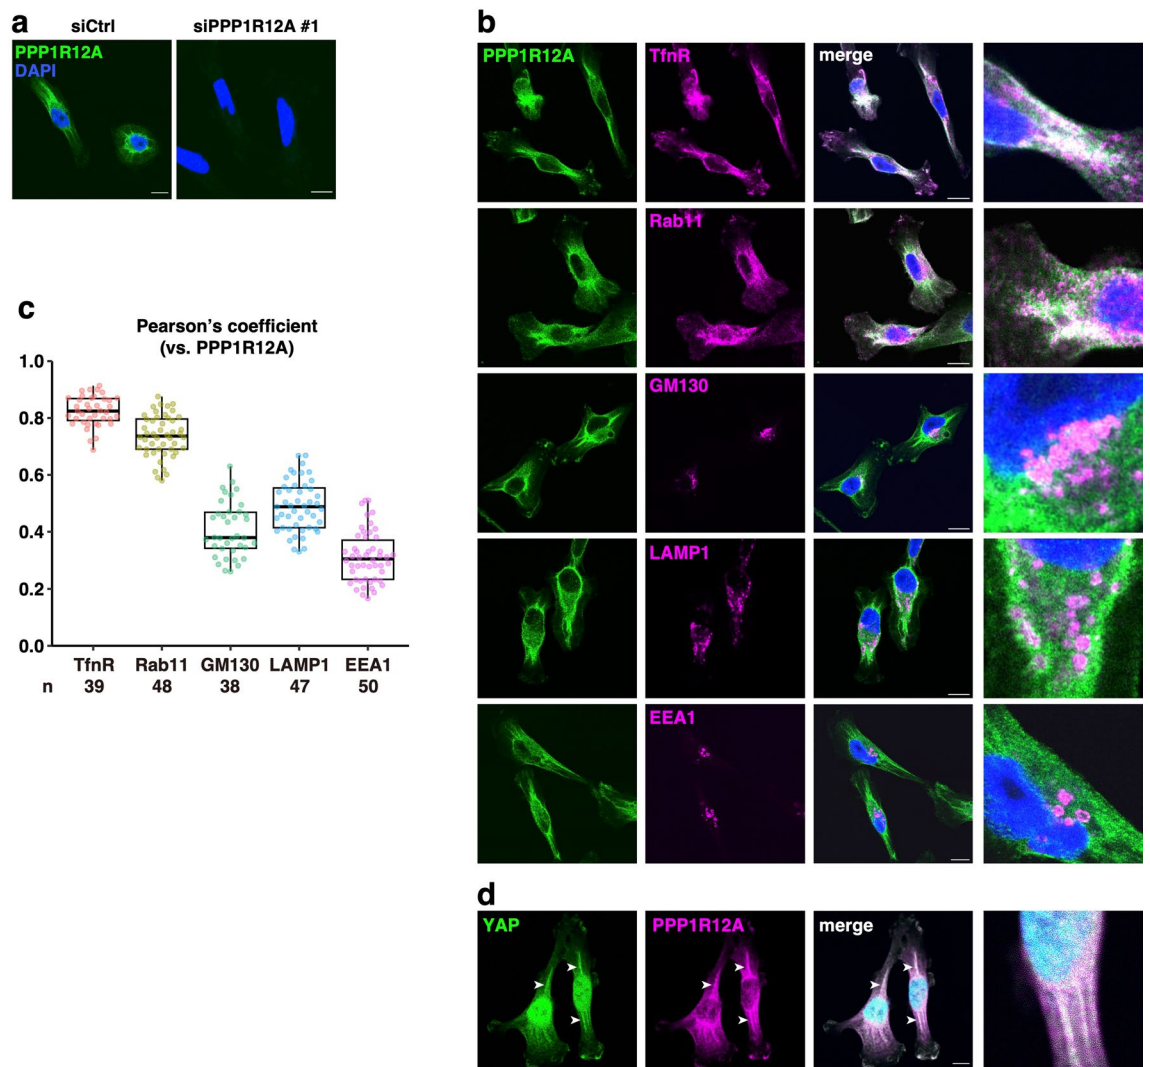 a
siCtrl
siPPP1R12A #1
PPP1R12A
DAPI
b
PPP1R12A
TfnR
merge
Rab11
GM130
LAMP1
EEA1
c
Pearson's coefficient
(vs. PPP1R12A)
1.0
0.8
0.6
0.4
0.2
0.0
TfnR Rab11 GM130 LAMP1 EEA1
n 39 48 38 47 50
d
YAP
PPP1R12A
merge